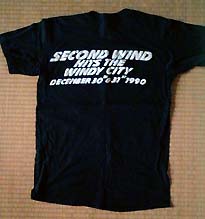 SECOND WIND
HITS THE
WINDY CITY
DECEMBER 30TH & 31ST 1990